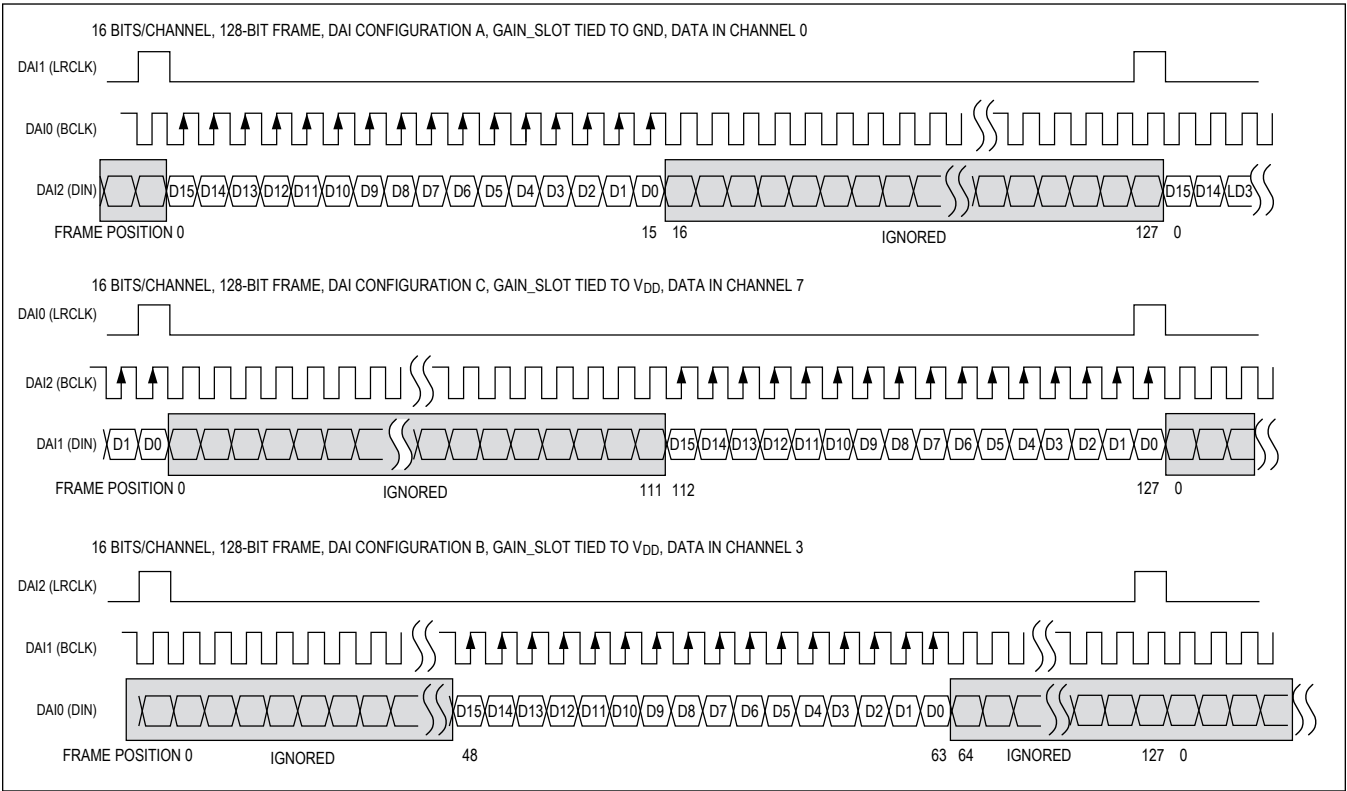 16 BITS/CHANNEL, 128-BIT FRAME, DAI CONFIGURATION A, GAIN_SLOT TIED TO GND, DATA IN CHANNEL 0
DAI1 (LRCLK)
DAI0 (BCLK)
DAI2 (DIN) D15 D14 D13 D12 D11 D10 D9 D8 D7 D6 D5 D4 D3 D2 D1 D0 D15 D14 LD3
FRAME POSITION 0 15 16 IGNORED 127 0
16 BITS/CHANNEL, 128-BIT FRAME, DAI CONFIGURATION C, GAIN_SLOT TIED TO VDD, DATA IN CHANNEL 7
DAI0 (LRCLK)
DAI2 (BCLK)
DAI1 (DIN) D1 D0 D15 D14 D13 D12 D11 D10 D9 D8 D7 D6 D5 D4 D3 D2 D1 D0
FRAME POSITION 0 IGNORED 111 112 127 0
16 BITS/CHANNEL, 128-BIT FRAME, DAI CONFIGURATION B, GAIN_SLOT TIED TO VDD, DATA IN CHANNEL 3
DAI2 (LRCLK)
DAI1 (BCLK)
DAI0 (DIN) D15 D14 D13 D12 D11 D10 D9 D8 D7 D6 D5 D4 D3 D2 D1 D0
FRAME POSITION 0 IGNORED 48 63 64 IGNORED 127 0